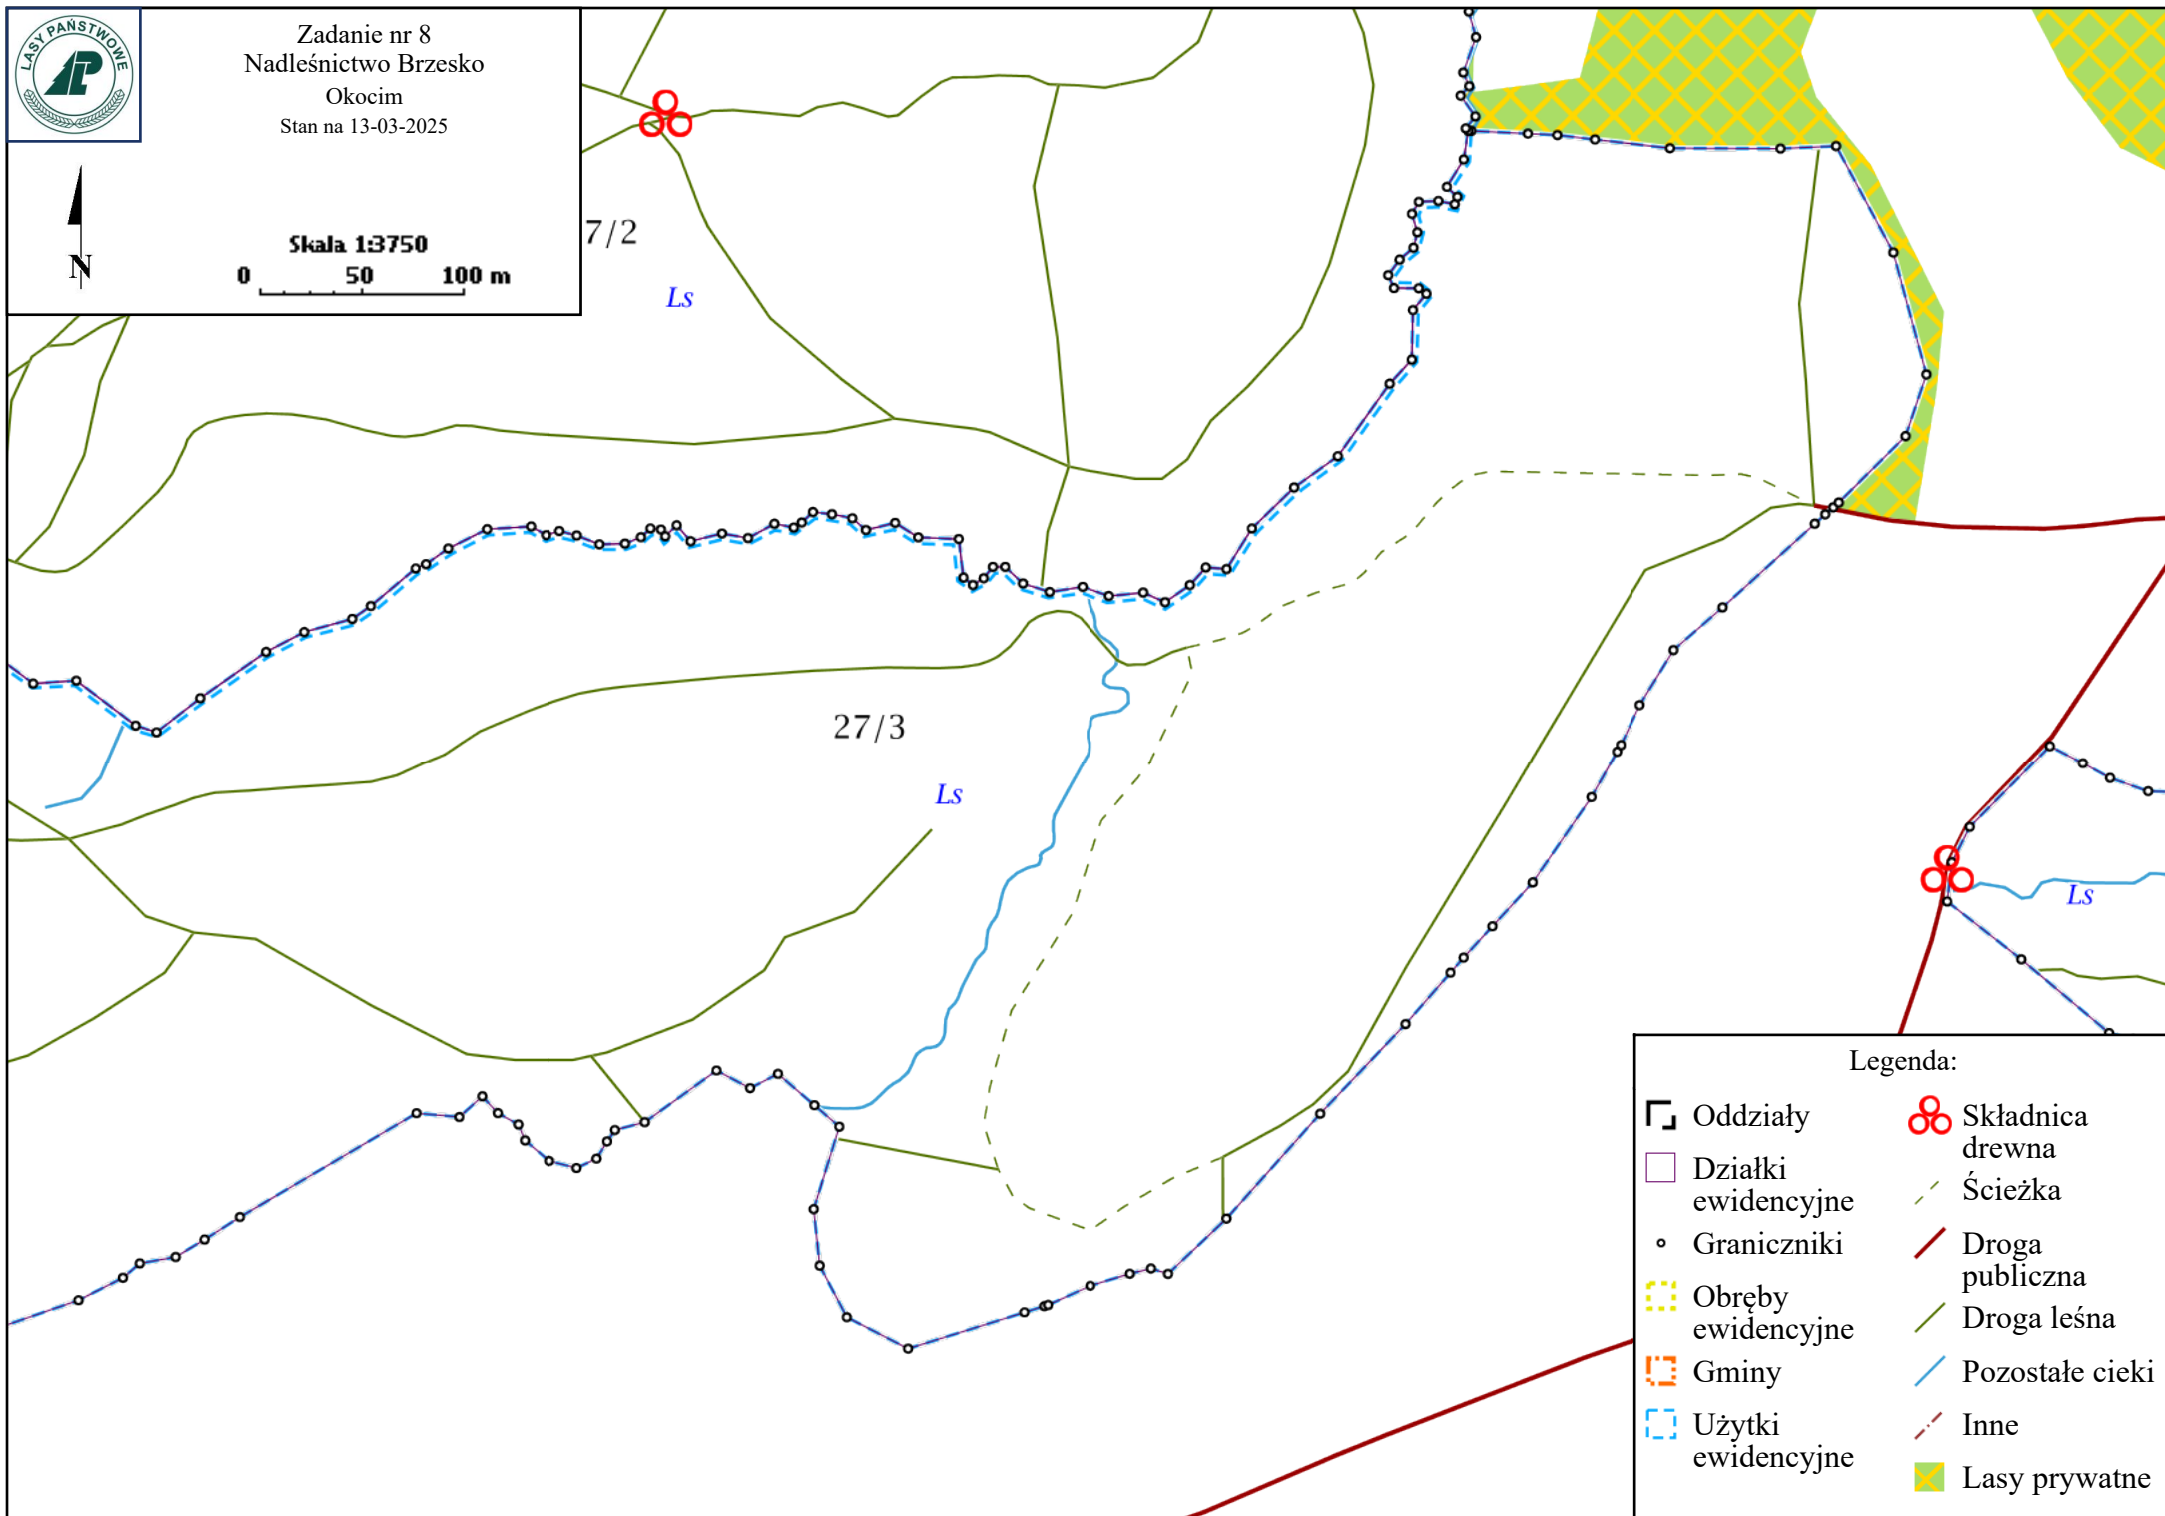 LASY PAŃSTWOWE
Zadanie nr 8
Nadleśnictwo Brzesko
Okocim
Stan na 13-03-2025
N
Skala 1:3750
0 50 100 m
7/2
Ls
27/3
Ls
Ls
Legenda:
Oddziały
Działki
ewidencyjne
Graniczniki
Obręby
ewidencyjne
Gminy
Użytki
ewidencyjne
Składnica
drewna
Ścieżka
Droga
publiczna
Droga leśna
Pozostałe cieki
Inne
Lasy prywatne